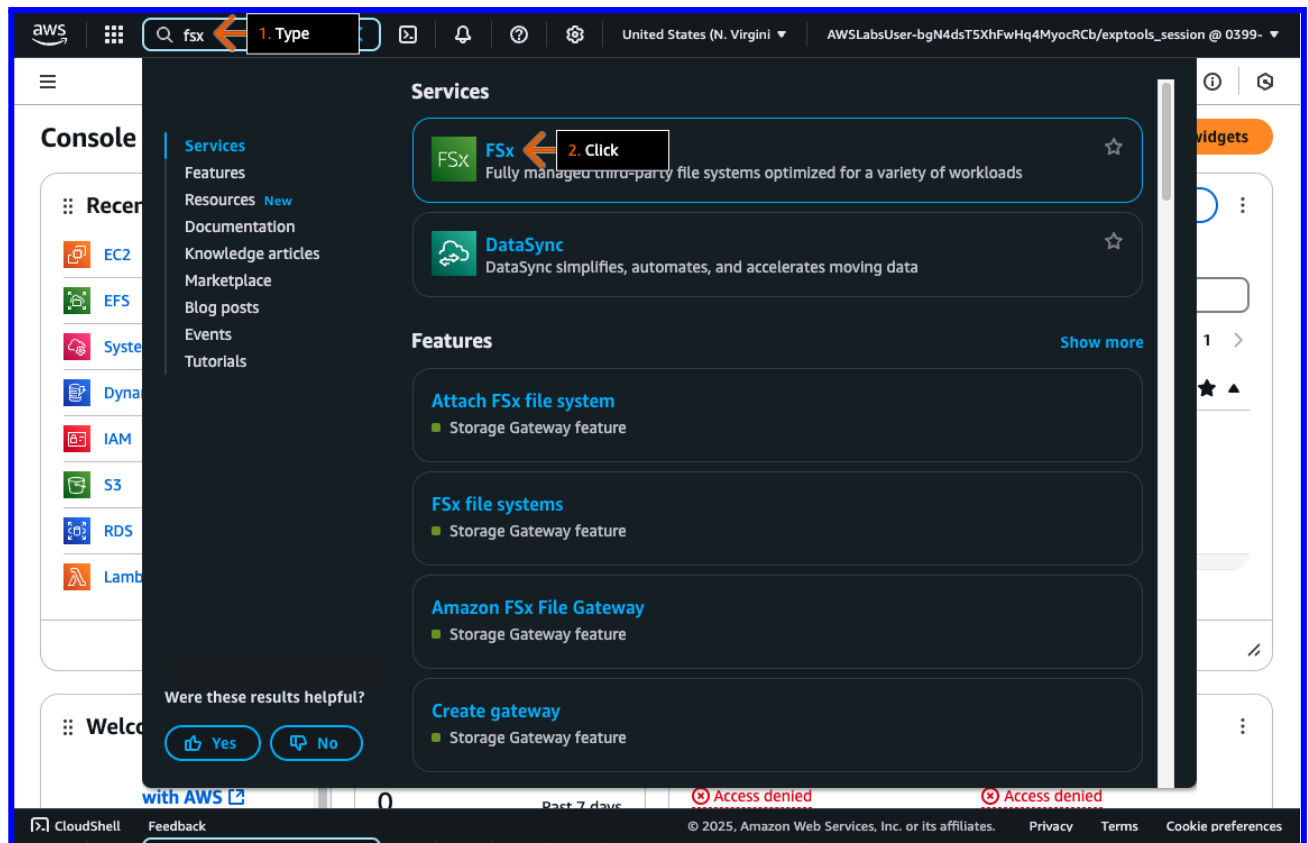 aws
fsx
1. Type
United States (N. Virgini
AWSLabsUser-bgN4dsT5XhFwHq4MyocRCb/exptools_session @ 0399-
Console
widgets
Services
Features
Resources New
Documentation
Knowledge articles
Marketplace
Blog posts
Events
Tutorials
Were these results helpful?
Yes
No
Services
FSx
FSx
2. Click
Fully managed third-party file systems optimized for a variety of workloads
DataSync
DataSync simplifies, automates, and accelerates moving data
Features
Show more
Attach FSx file system
Storage Gateway feature
FSx file systems
Storage Gateway feature
Amazon FSx File Gateway
Storage Gateway feature
Create gateway
Storage Gateway feature
Recen
EC2
EFS
Syste
Dynar
IAM
S3
RDS
Lamb
1
Welco
with AWS
0
Past 7 days
Access denied
Access denied
CloudShell
Feedback
© 2025, Amazon Web Services, Inc. or its affiliates.
Privacy
Terms
Cookie preferences